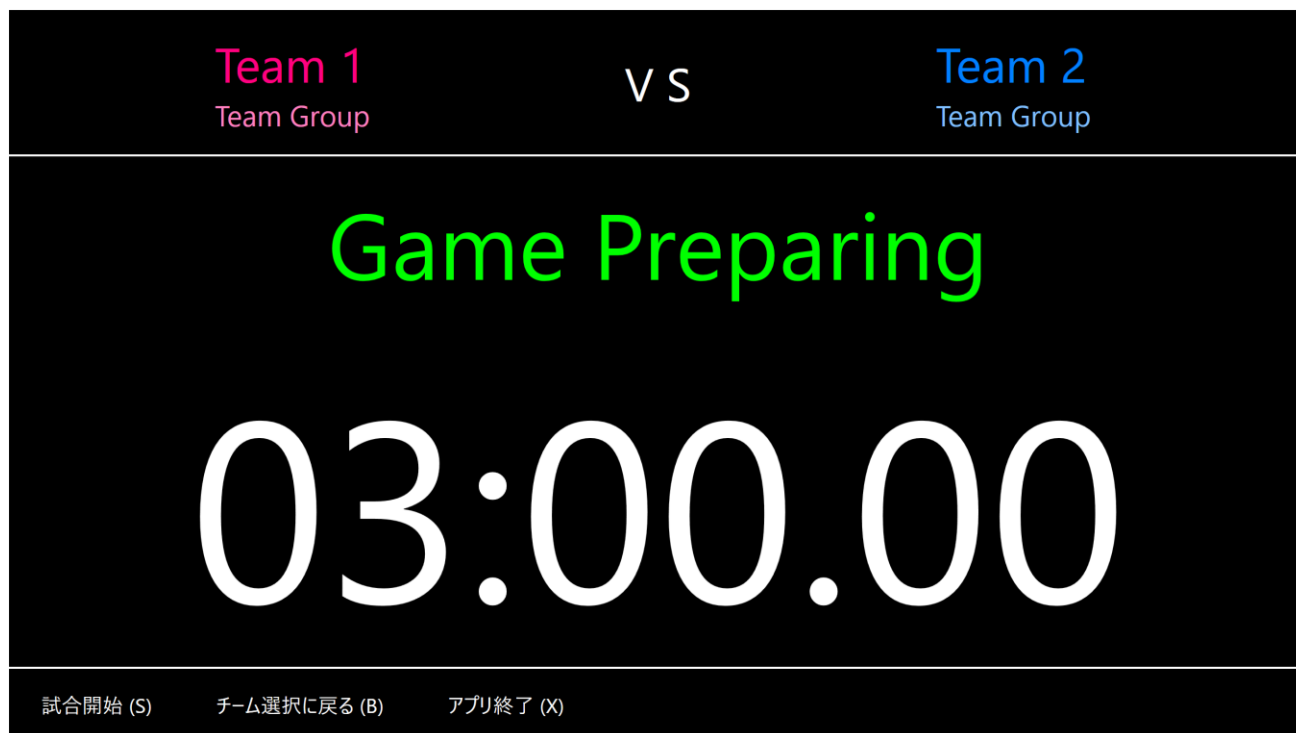 Team 1
Team Group
V S
Team 2
Team Group
Game Preparing
03:00.00
試合開始 (S)
チーム選択に戻る (B)
アプリ終了 (X)